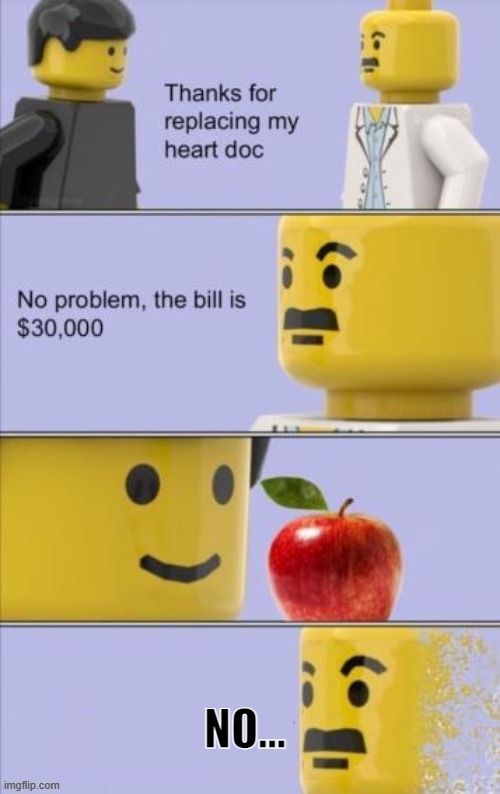 Thanks for
replacing my
heart doc
No problem, the bill is
$30,000
NO...
imgflip.com